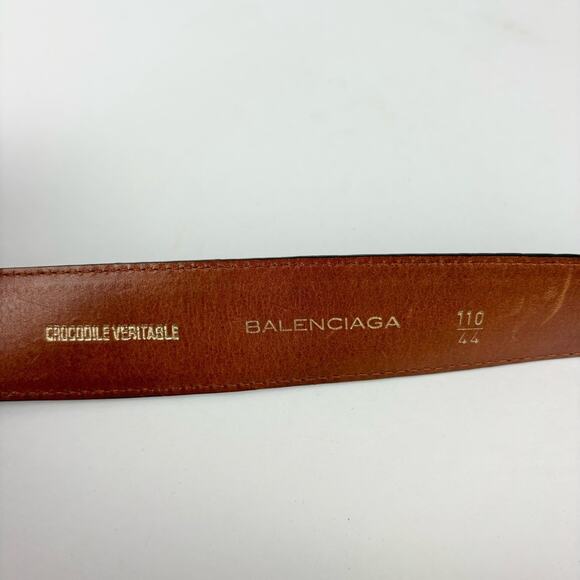 CROCODILE VERITABLE
BALENCIAGA
110
44